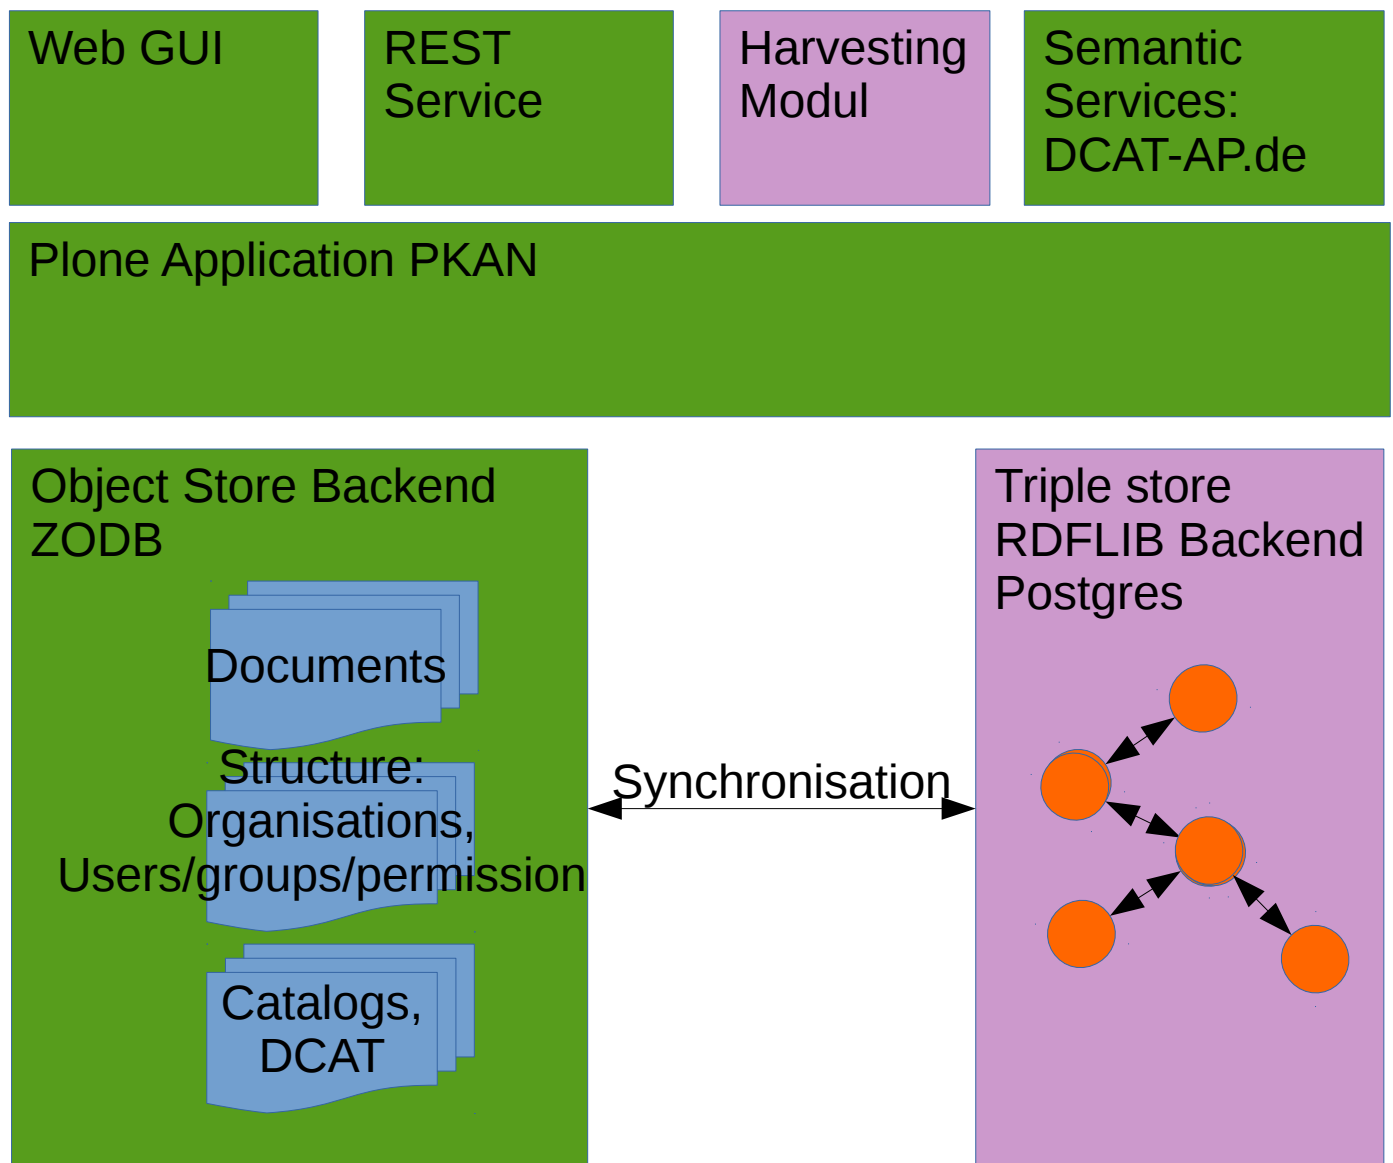 Web GUI
REST
Service
Harvesting
Modul
Semantic
Services:
DCAT-AP.de
Plone Application PKAN
Object Store Backend
ZODB
Documents
Structure:
Organisations,
Users/groups/permission
Catalogs,
DCAT
Synchronisation
Triple store
RDFLIB Backend
Postgres